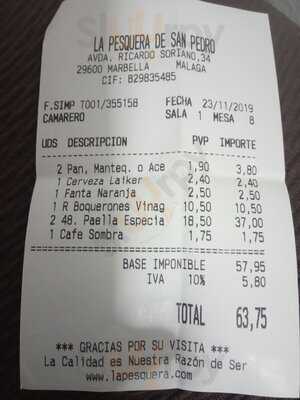 LA PESQUERA DE SAN PEDRO
AVDA. RICARDO SORIANO,34
29600 MARBELLA MALAGA
CIF: B29835485
F.SIMP T001/355158 FECHA 23/11/2019
CAMARERO SALA 1 MESA 8
UDS DESCRIPCION PVP IMPORTE
2 Pan, Manteq. o Ace 1,90 3,80
1 Cerveza Laiker 2,40 2,40
1 Fanta Naranja 2,50 2,50
1 R Boquerones Vinag 10,50 10,50
2 48. Paella Especia 18,50 37,00
1 Cafe Sombra 1,75 1,75
BASE IMPONIBLE 57,95
IVA 10% 5,80
TOTAL 63,75
*** GRACIAS POR SU VISITA ***
La Calidad es Nuestra Razón de Ser
www.lapesquera.com